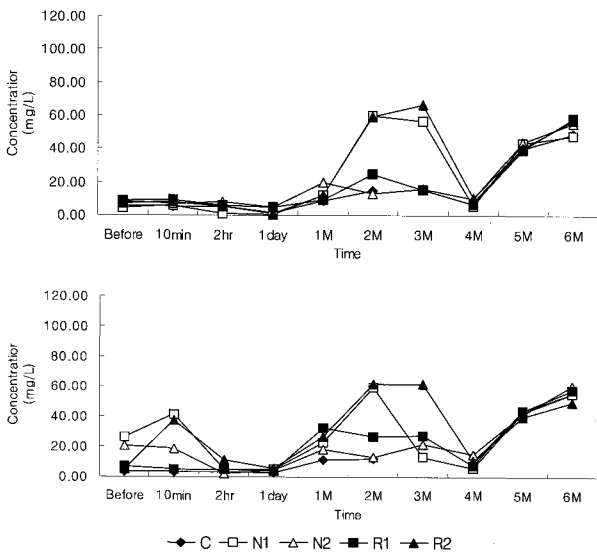 120.00
100.00
80.00
60.00
40.00
20.00
0.00
Concentratior
(mg/L)
Before 10min 2hr 1day 1M 2M 3M 4M 5M 6M
Time
120.00
100.00
80.00
60.00
40.00
20.00
0.00
Concentratior
(mg/L)
Before 10min 2hr 1day 1M 2M 3M 4M 5M 6M
Time
C N1 N2 R1 R2